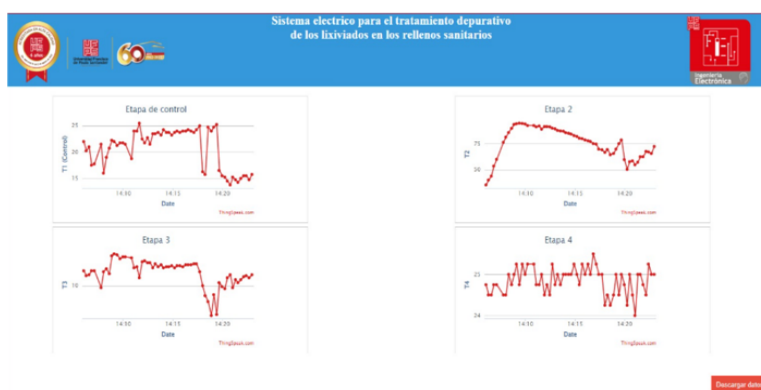 Sistema electrico para el tratamiento depurativo
de los lixiviados en los rellenos sanitarios
60
Ingeniería
Electrónica
Etapa de control
T1 (Control)
25
20
15
14:10 14:15 14:20
Date
ThingSpeak.com
Etapa 2
T2
75
50
14:10 14:15 14:20
Date
ThingSpeak.com
Etapa 3
T3
14:10 14:15 14:20
Date
ThingSpeak.com
Etapa 4
T4
25
24
14:10 14:15 14:20
Date
ThingSpeak.com
Descargar datos